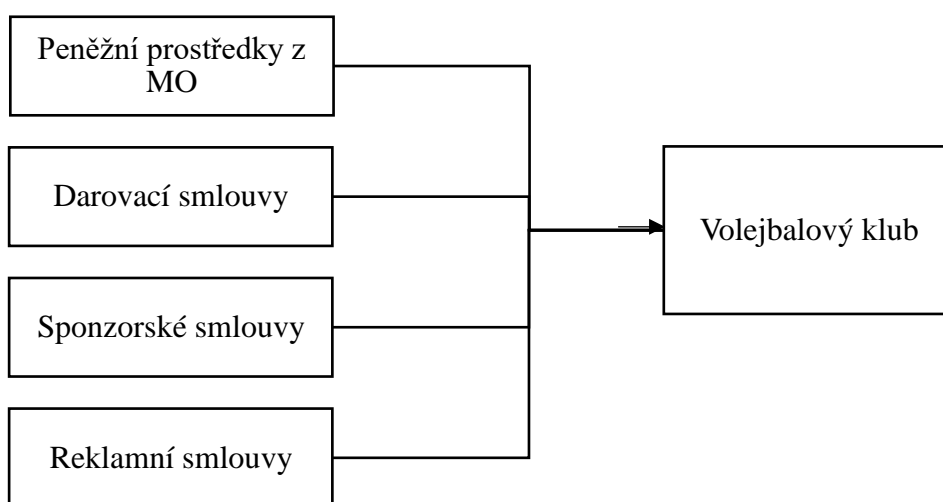 Peněžní prostředky z
MO
Darovací smlouvy
Volejbalový klub
Sponzorské smlouvy
Reklamní smlouvy